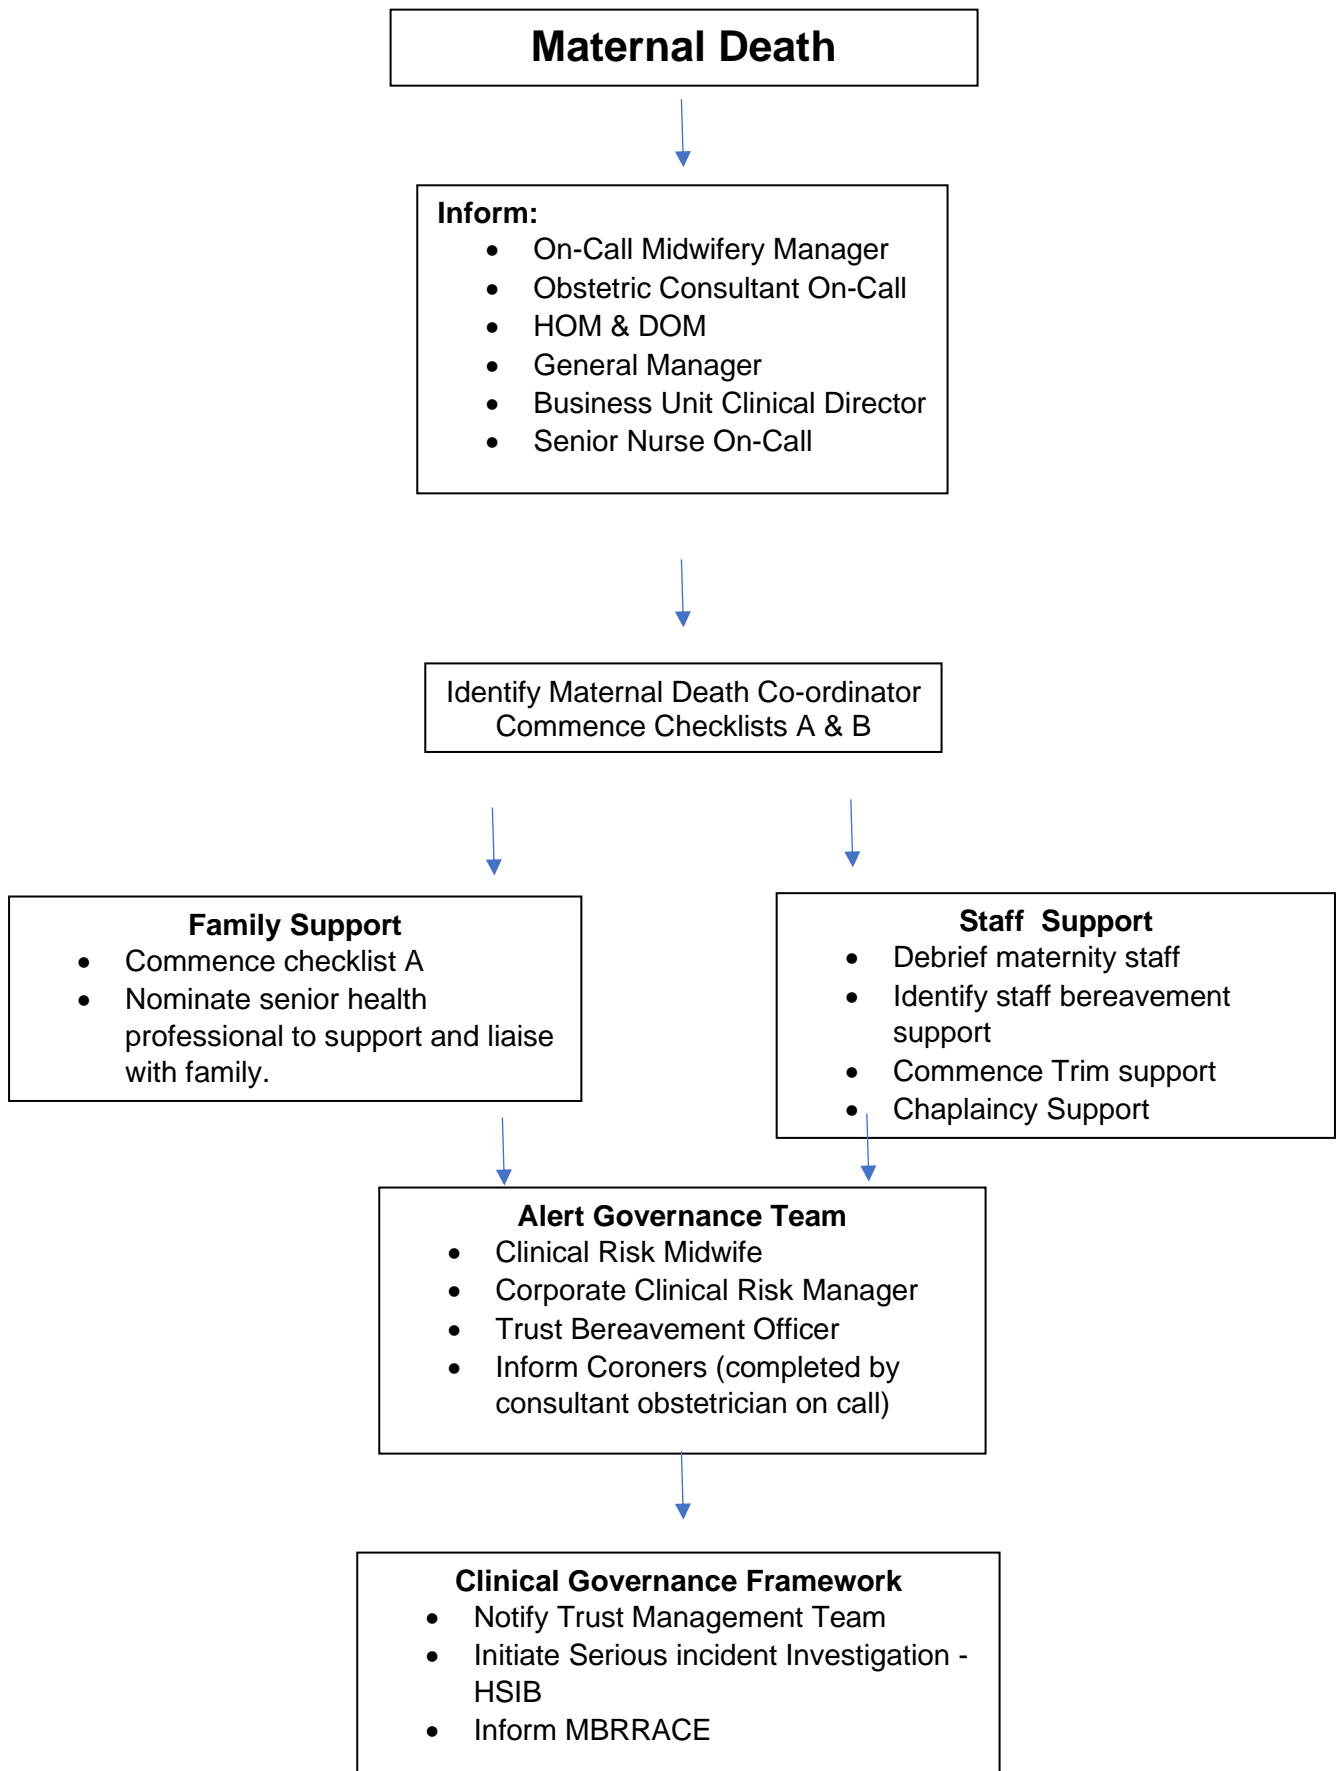 Maternal Death
Inform:
• On-Call Midwifery Manager
• Obstetric Consultant On-Call
• HOM & DOM
• General Manager
• Business Unit Clinical Director
• Senior Nurse On-Call
Identify Maternal Death Co-ordinator
Commence Checklists A & B
Family Support
• Commence checklist A
• Nominate senior health
professional to support and liaise
with family.
Staff  Support
• Debrief maternity staff
• Identify staff bereavement
support
• Commence Trim support
• Chaplaincy Support
Alert Governance Team
• Clinical Risk Midwife
• Corporate Clinical Risk Manager
• Trust Bereavement Officer
• Inform Coroners (completed by
consultant obstetrician on call)
Clinical Governance Framework
• Notify Trust Management Team
• Initiate Serious incident Investigation -
HSIB
• Inform MBRRACE